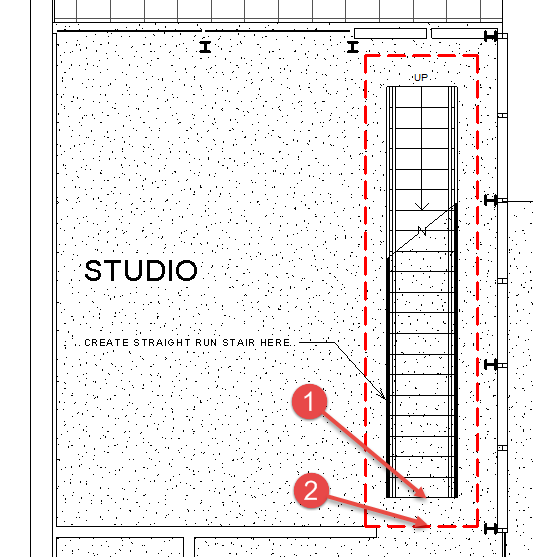 UP
STUDIO
CREATE STRAIGHT RUN STAIR HERE.
1
2